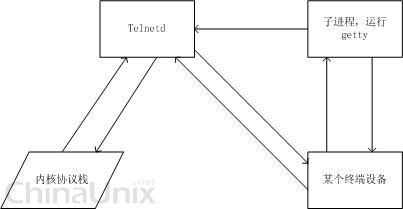 Telnetd
子进程，运行
getty
内核协议栈
某个终端设备
ChinaUnix
.net